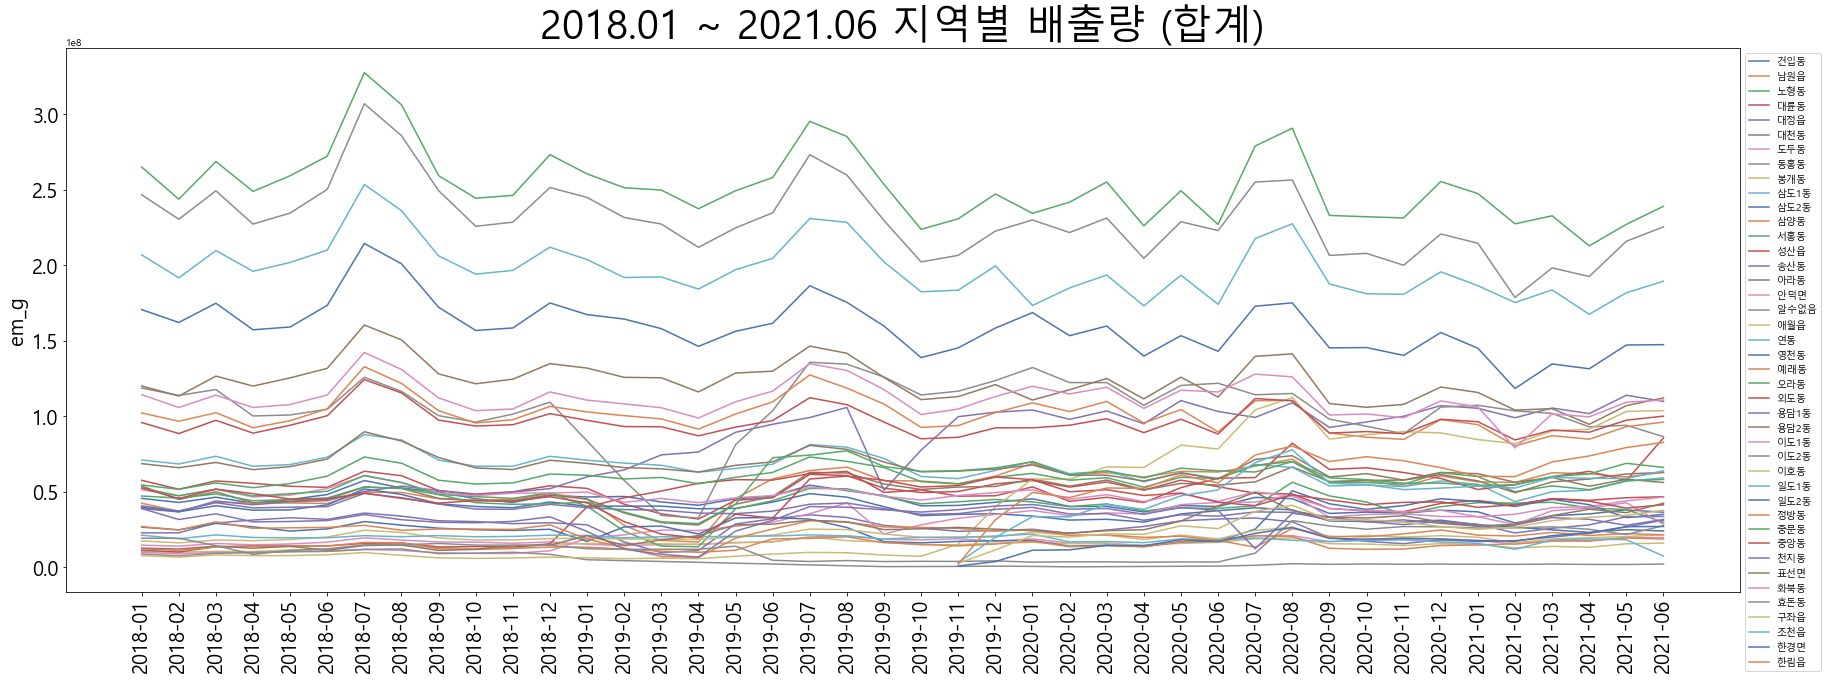 2018.01 ~ 2021.06 지역별 배출량 (합계)
1e8
3.0
2.5
2.0
1.5
1.0
0.5
0.0
em_g
2018-01
2018-02
2018-03
2018-04
2018-05
2018-06
2018-07
2018-08
2018-09
2018-10
2018-11
2018-12
2019-01
2019-02
2019-03
2019-04
2019-05
2019-06
2019-07
2019-08
2019-09
2019-10
2019-11
2019-12
2020-01
2020-02
2020-03
2020-04
2020-05
2020-06
2020-07
2020-08
2020-09
2020-10
2020-11
2020-12
2021-01
2021-02
2021-03
2021-04
2021-05
2021-06
건입동
남원읍
노형동
대륜동
대정읍
대천동
도두동
동홍동
봉개동
삼도1동
삼도2동
삼양동
서홍동
성산읍
송산동
아라동
안덕면
알수없음
애월읍
연동
영천동
예래동
오라동
외도동
용담1동
용담2동
이도1동
이도2동
이호동
일도1동
일도2동
정방동
중문동
중앙동
천지동
표선면
화북동
효돈동
구좌읍
조천읍
한경면
한림읍